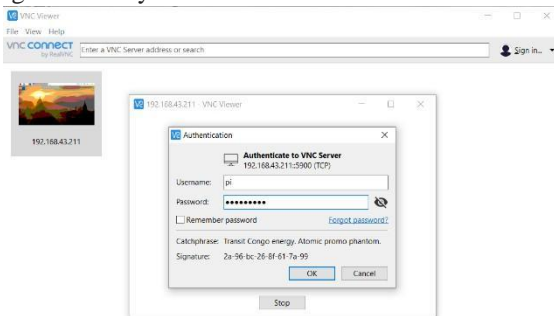 VNC Viewer
File View Help
VNC CONNECT
by RealVNC
Enter a VNC Server address or search
Sign in...
192.168.43.211
192.168.43.211 - VNC Viewer
Authentication
Authenticate to VNC Server
192.168.43.211::5900 (TCP)
Username: pi
Password:
Remember password
Forgot password?
Catchphrase: Transit Congo energy. Atomic promo phantom.
Signature: 2a-96-bc-26-8f-61-7a-99
OK Cancel
Stop